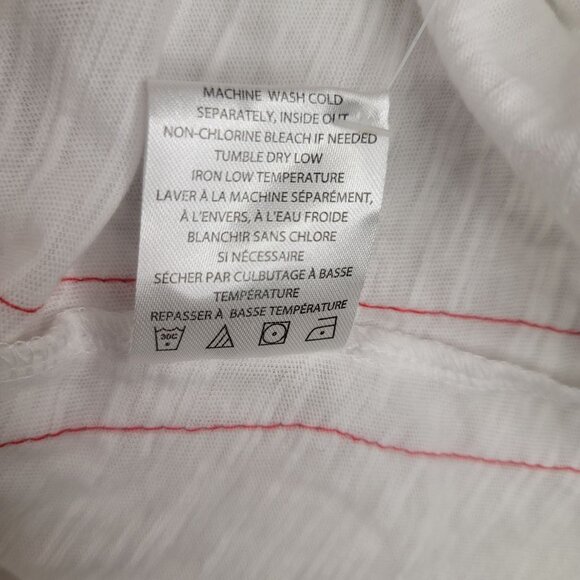 MACHINE WASH COLD
SEPARATELY, INSIDE OUT
NON-CHLORINE BLEACH IF NEEDED
TUMBLE DRY LOW
IRON LOW TEMPERATURE
LAVER À LA MACHINE SÉPARÉMENT,
À L'ENVERS, À L'EAU FROIDE
BLANCHIR SANS CHLORE
SI NÉCESSAIRE
SÉCHER PAR CULBUTAGE À BASSE
TEMPÉRATURE
REPASSER À BASSE TEMPÉRATURE
30C